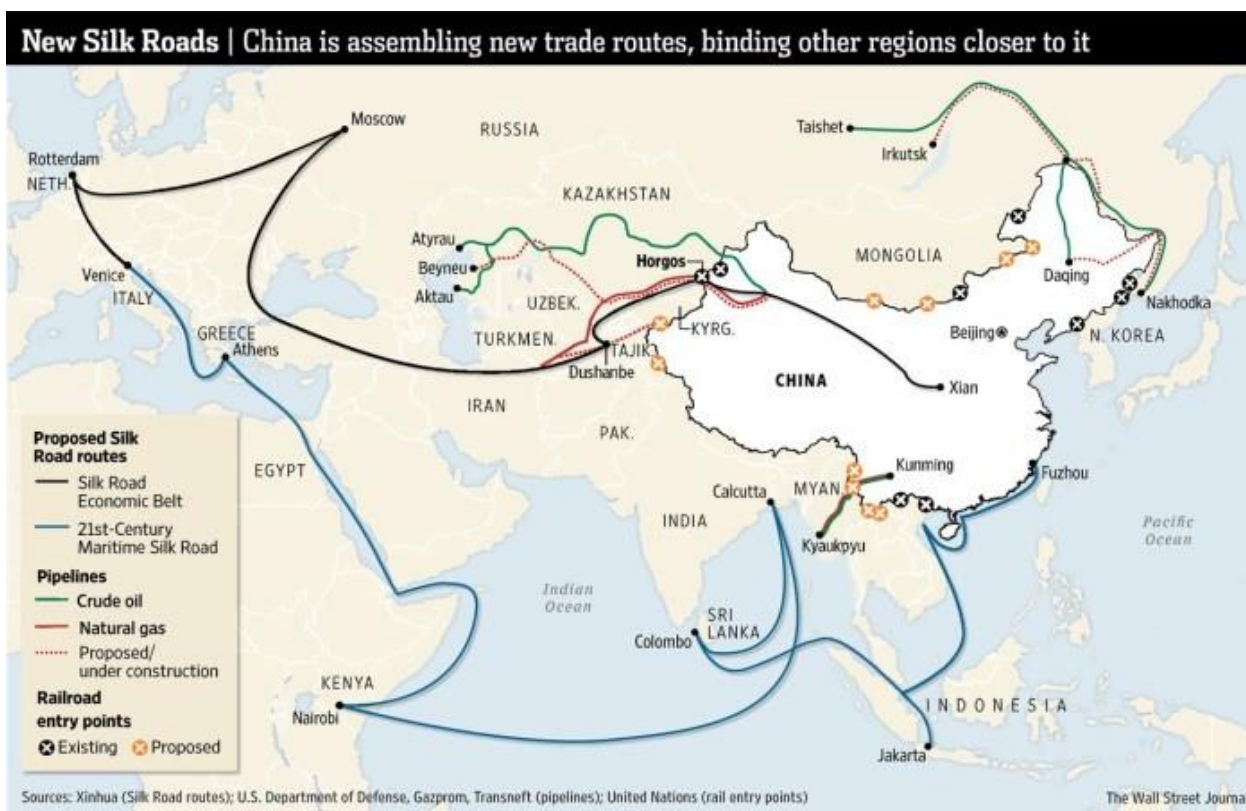 New Silk Roads | China is assembling new trade routes, binding other regions closer to it
Moscow
RUSSIA
Taishet
Irkutsk
Rotterdam
NETH.
KAZAKHSTAN
Atyrau
Beyneu
Aktau
Horgos
MONGOLIA
Daqing
Nakhodka
Venice
ITALY
UZBEK.
GREECE
Athens
TURKMEN.
KYRG.
Beijing
N. KOREA
TAJIK.
Dushanbe
CHINA
Xian
IRAN
PAK.
EGYPT
Kunming
Fuzhou
Calcutta
MYAN.
INDIA
Kyaukpyu
Pacific
Ocean
Indian
Ocean
SRI
LANKA
Colombo
KENYA
Nairobi
INDONESIA
Jakarta
Proposed Silk
Road routes
Silk Road
Economic Belt
21st-Century
Maritime Silk Road
Pipelines
Crude oil
Natural gas
Proposed/
under construction
Railroad
entry points
Existing Proposed
Sources: Xinhua (Silk Road routes); U.S. Department of Defense, Gazprom, Transneft (pipelines); United Nations (rail entry points)
The Wall Street Journal